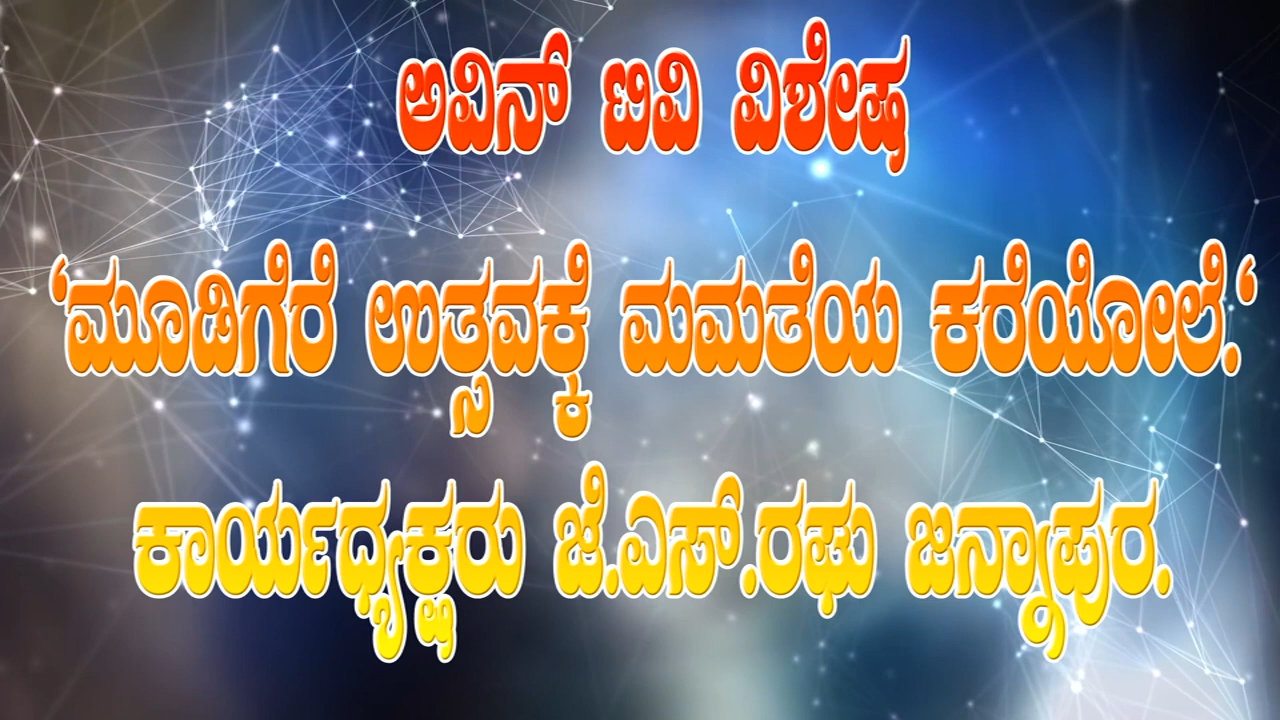 ಅವಿನ್ ಟಿವಿ ವಿಶೇಷ
‘ಮೂಡಿಗೆರೆ ಉತ್ಸವಕ್ಕೆ ಮಮತೆಯ ಕರೆಯೋಲೆ.‘
ಕಾರ್ಯಧ್ಯಕ್ಷರು ಜೆ.ಎಸ್.ರಘು ಜನ್ನಾಪುರ.